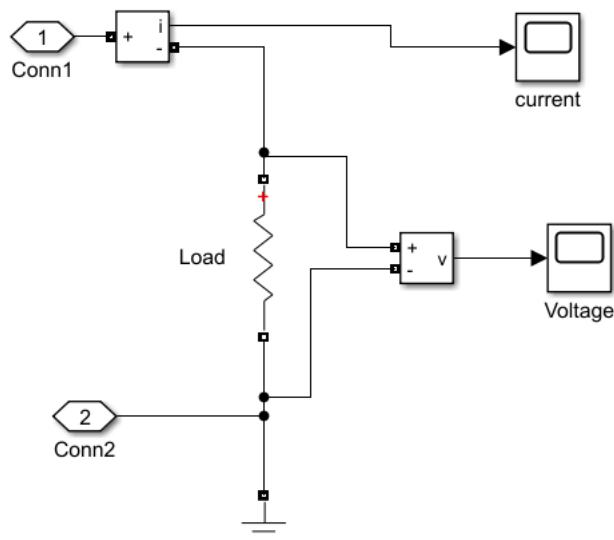 1
Conn1
+
i
-
current
+
Load
+
-
v
Voltage
2
Conn2